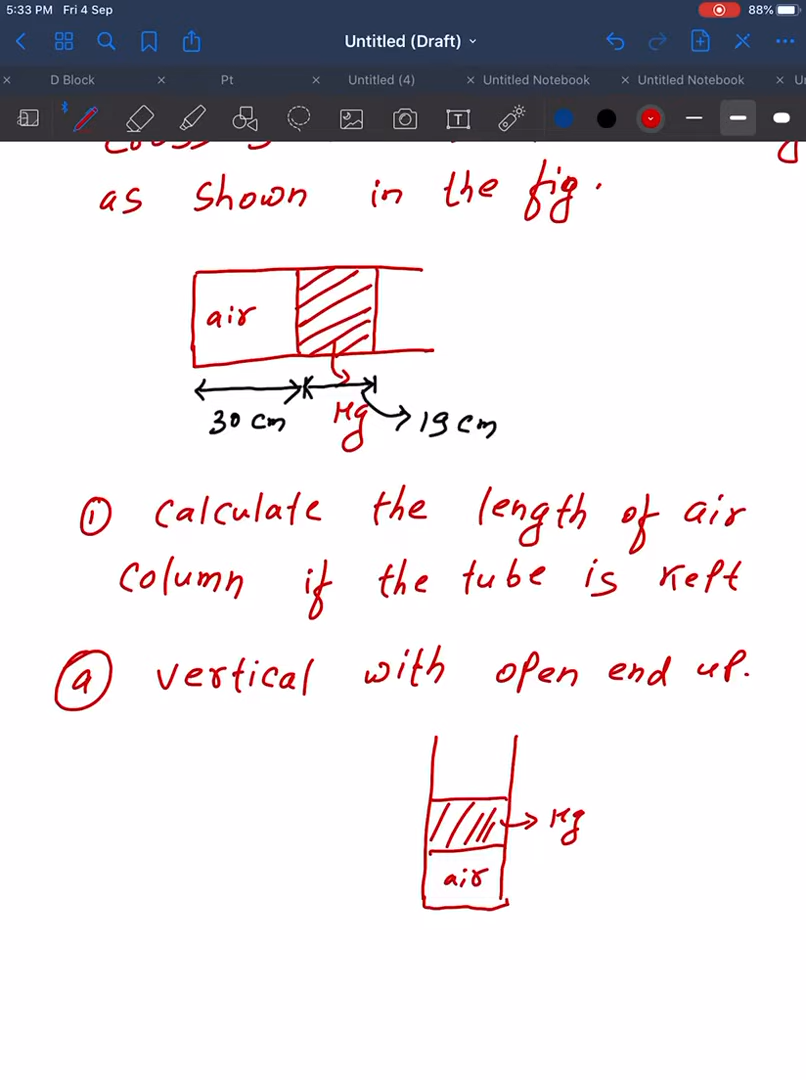 5:33 PM Fri 4 Sep
88%
Untitled (Draft)
D Block
Pt
Untitled (4)
Untitled Notebook
Untitled Notebook
T
as shown in the fig.
air
30 cm
Hg
19 cm
① calculate the length of air
column if the tube is kept
ⓐ vertical with open end up.
Hg
air